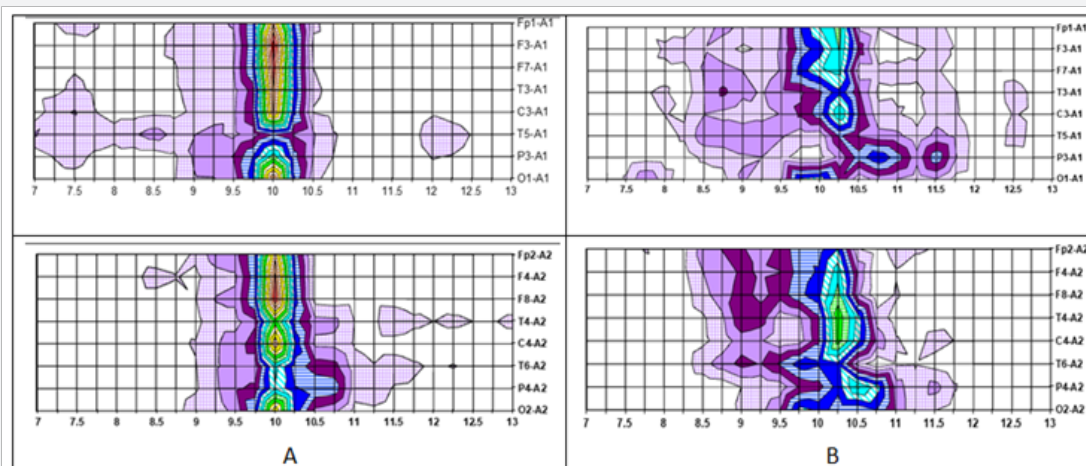 Fp1-A1
F3-A1
F7-A1
T3-A1
C3-A1
T5-A1
P3-A1
O1-A1
7 7.5 8 8.5 9 9.5 10 10.5 11 11.5 12 12.5 13
Fp1-A1
F3-A1
F7-A1
T3-A1
C3-A1
T5-A1
P3-A1
O1-A1
7 7.5 8 8.5 9 9.5 10 10.5 11 11.5 12 12.5 13
Fp2-A2
F4-A2
F8-A2
T4-A2
C4-A2
T6-A2
P4-A2
O2-A2
7 7.5 8 8.5 9 9.5 10 10.5 11 11.5 12 12.5 13
A
Fp2-A2
F4-A2
F8-A2
T4-A2
C4-A2
T6-A2
P4-A2
O2-A2
7 7.5 8 8.5 9 9.5 10 10.5 11 11.5 12 12.5 13
B